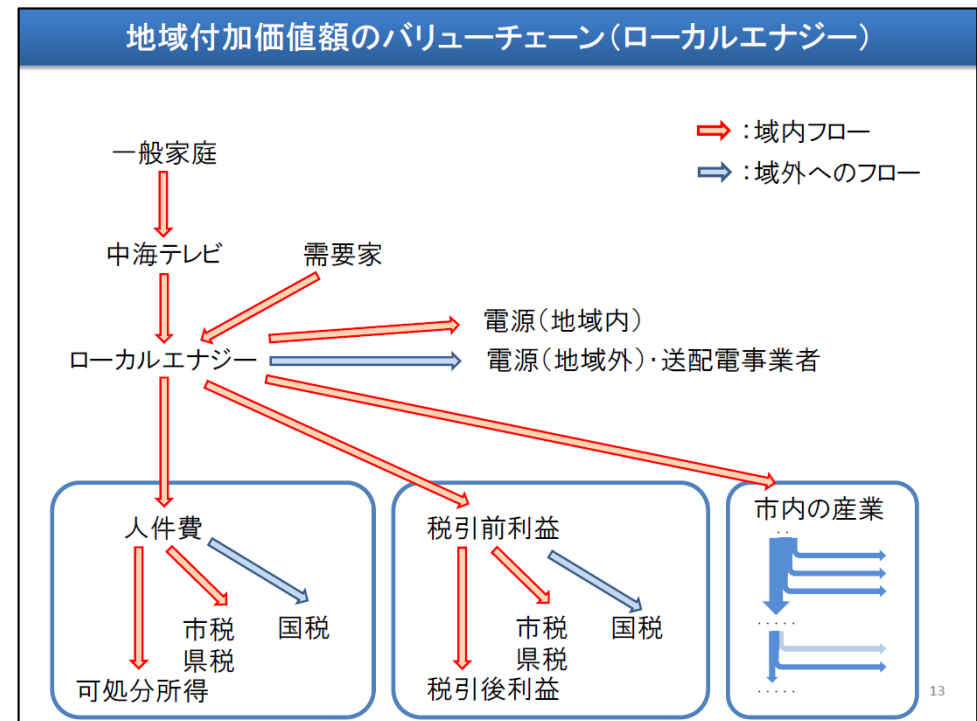 地域付加価値額のバリューチェーン(ローカルエナジー)
:域内フロー
:域外へのフロー
一般家庭
中海テレビ
需要家
電源(地域内)
ローカルエナジー
電源(地域外)・送配電事業者
人件費
市税
県税
国税
可処分所得
税引前利益
市税
県税
国税
税引後利益
市内の産業
‥
‥‥‥
‥‥‥
‥‥‥
13